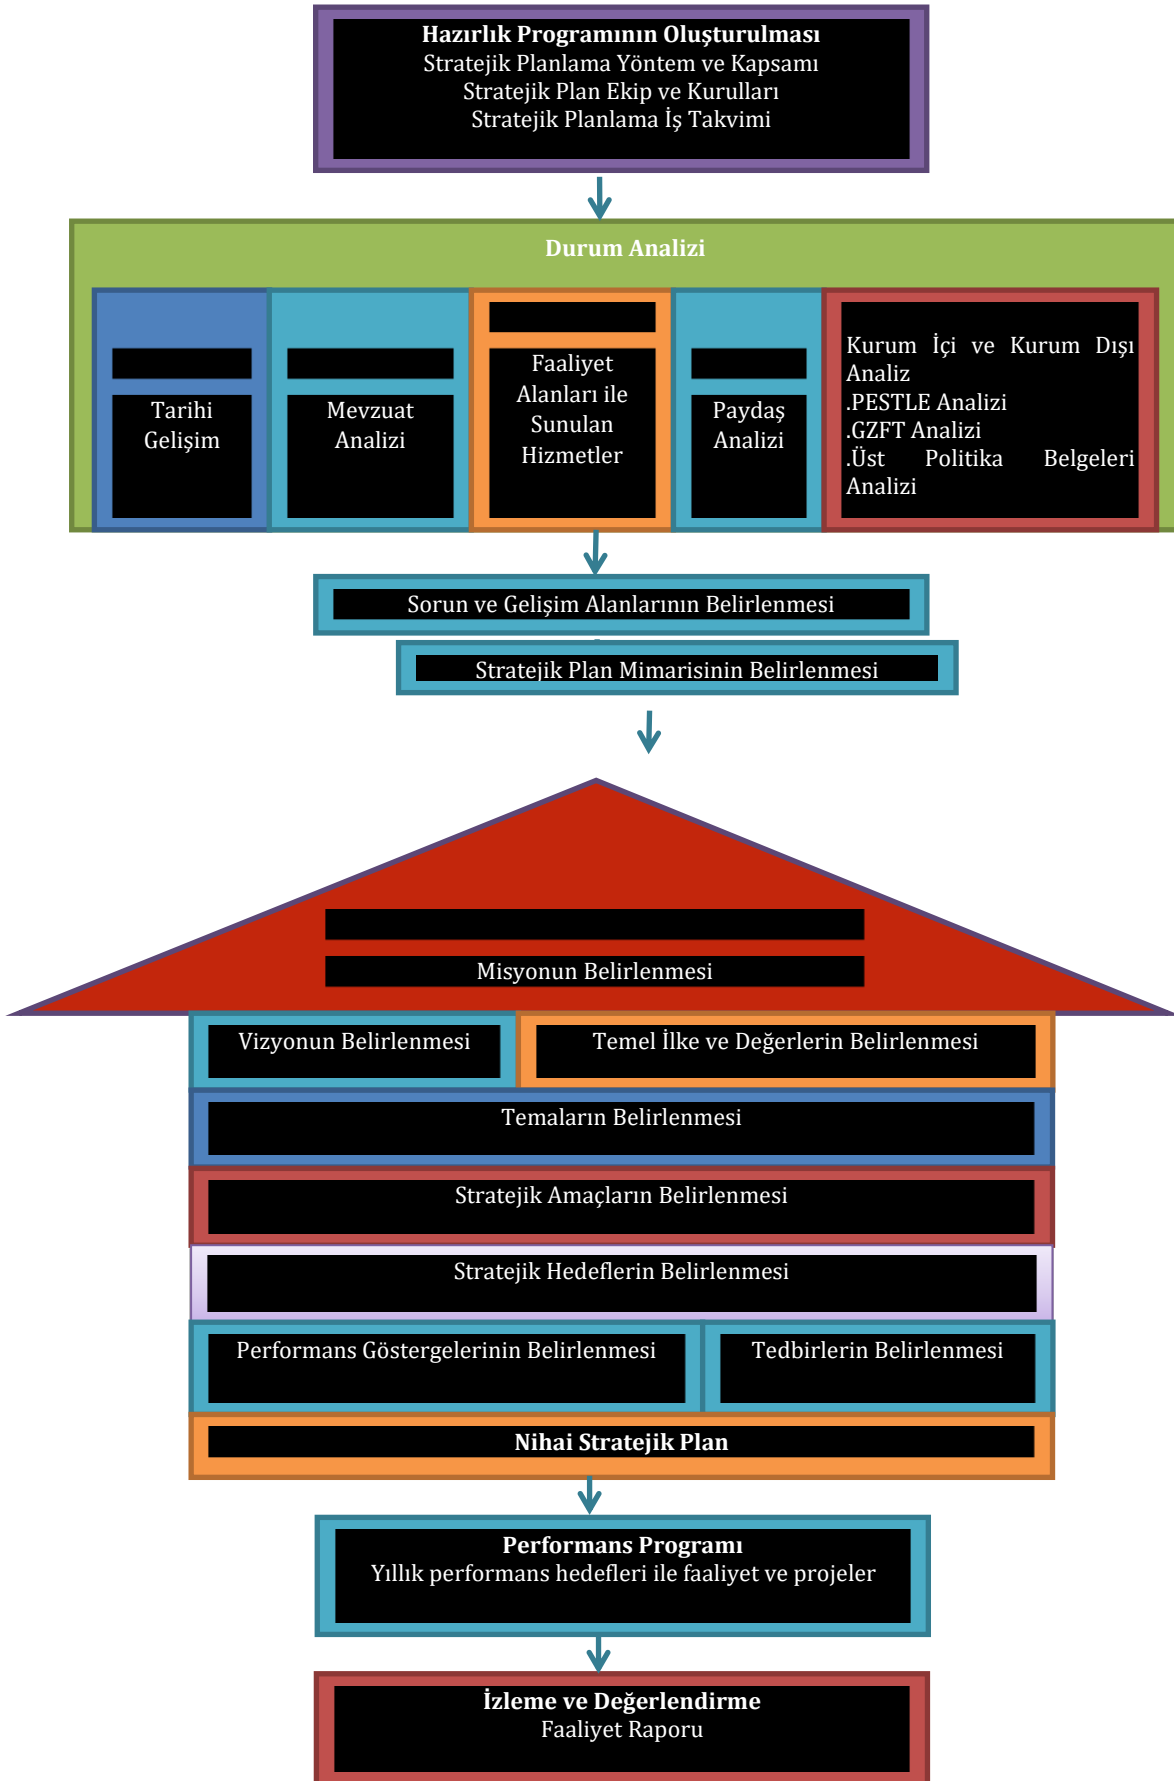 Hazırlık Programının Oluşturulması
Stratejik Planlama Yöntem ve Kapsamı
Stratejik Plan Ekip ve Kurulları
Stratejik Planlama İş Takvimi
Durum Analizi
Tarihi
Gelişim
Mevzuat
Analizi
Faaliyet
Alanları ile
Sunulan
Hizmetler
Paydaş
Analizi
Kurum İçi ve Kurum Dışı
Analiz
.PESTLE Analizi
.GZFT Analizi
.Üst Politika Belgeleri
Analizi
Sorun ve Gelişim Alanlarının Belirlenmesi
Stratejik Plan Mimarisinin Belirlenmesi
Misyonun Belirlenmesi
Vizyonun Belirlenmesi
Temel İlke ve Değerlerin Belirlenmesi
Temaların Belirlenmesi
Stratejik Amaçların Belirlenmesi
Stratejik Hedeflerin Belirlenmesi
Performans Göstergelerinin Belirlenmesi
Tedbirlerin Belirlenmesi
Nihai Stratejik Plan
Performans Programı
Yıllık performans hedefleri ile faaliyet ve projeler
İzleme ve Değerlendirme
Faaliyet Raporu